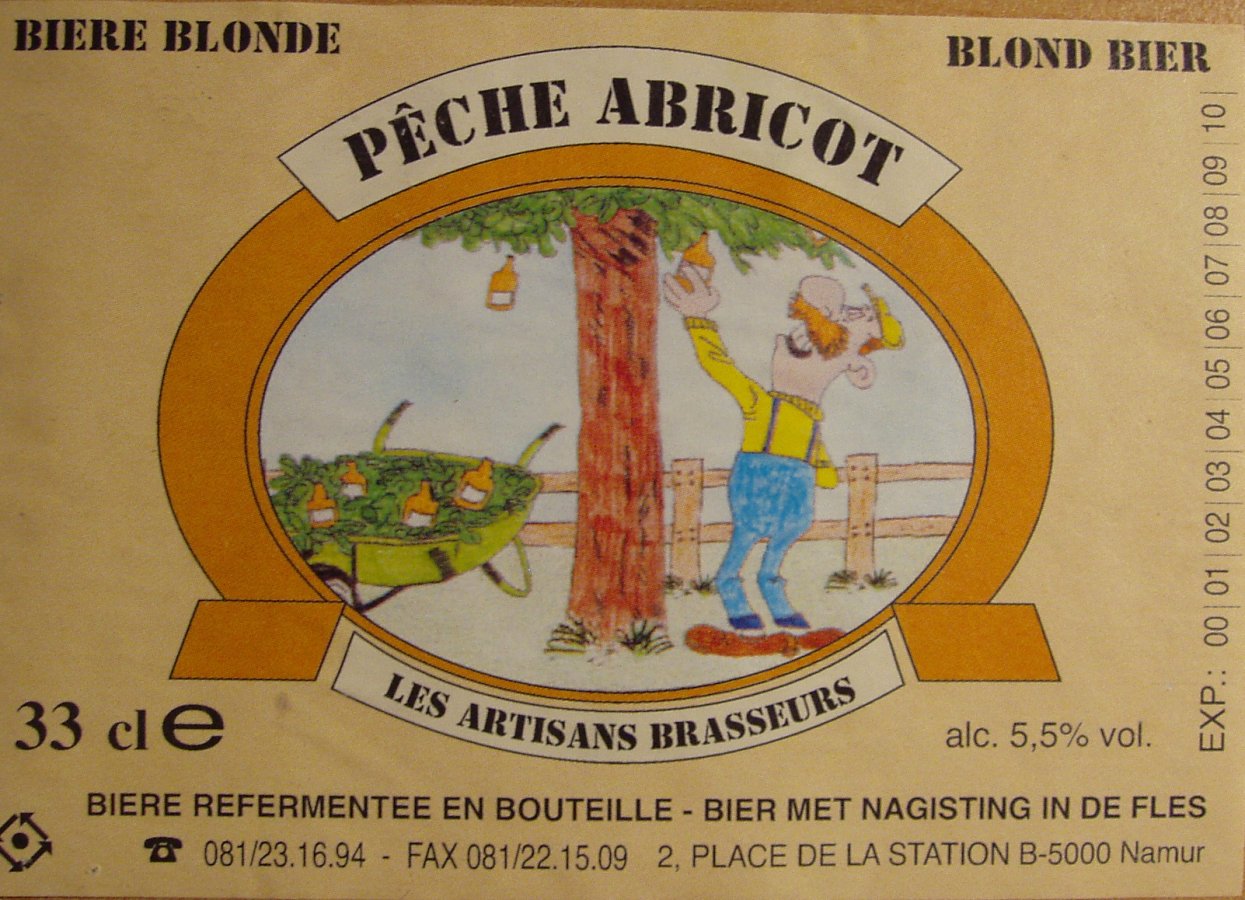 BIERE BLONDE
BLOND BIER
PÊCHE ABRICOT
LES ARTISANS BRASSEURS
33 cl e
alc. 5,5% vol.
EXP.: 00|01|02|03|04|05|06|07|08|09|10|
BIERE REFERMENTEE EN BOUTEILLE - BIER MET NAGISTING IN DE FLES
☎ 081/23.16.94 - FAX 081/22.15.09 2, PLACE DE LA STATION B-5000 Namur